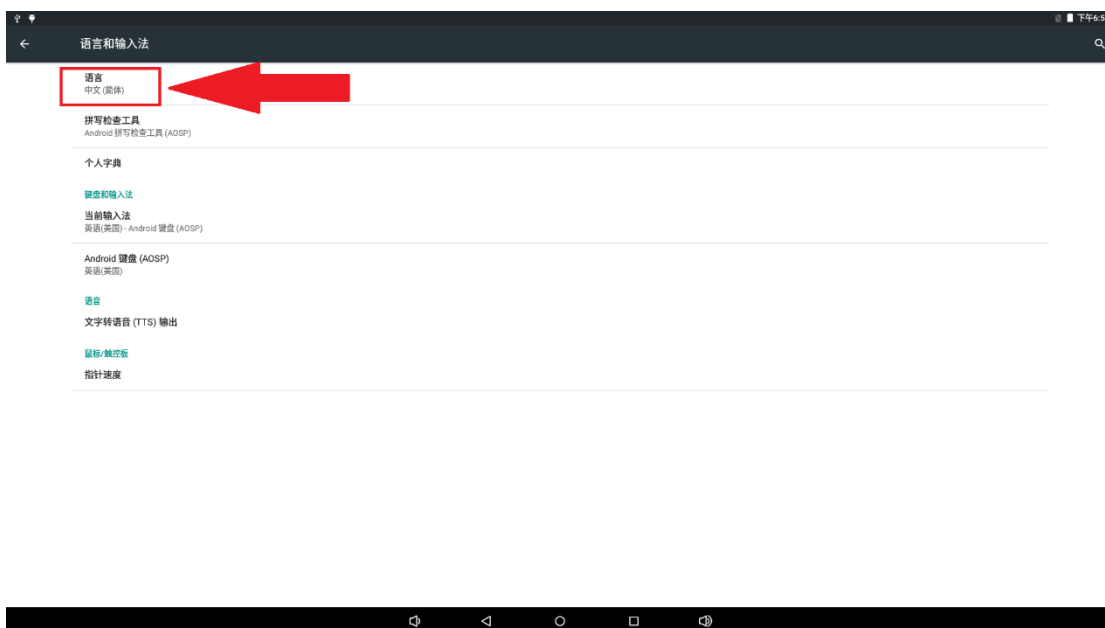 下午6:5
语言和输入法
语言
中文 (简体)
拼写检查工具
Android 拼写检查工具 (AOSP)
个人字典
键盘和输入法
当前输入法
英语(美国) - Android 键盘 (AOSP)
Android 键盘 (AOSP)
英语(美国)
语音
文字转语音 (TTS) 输出
鼠标/触控板
指针速度